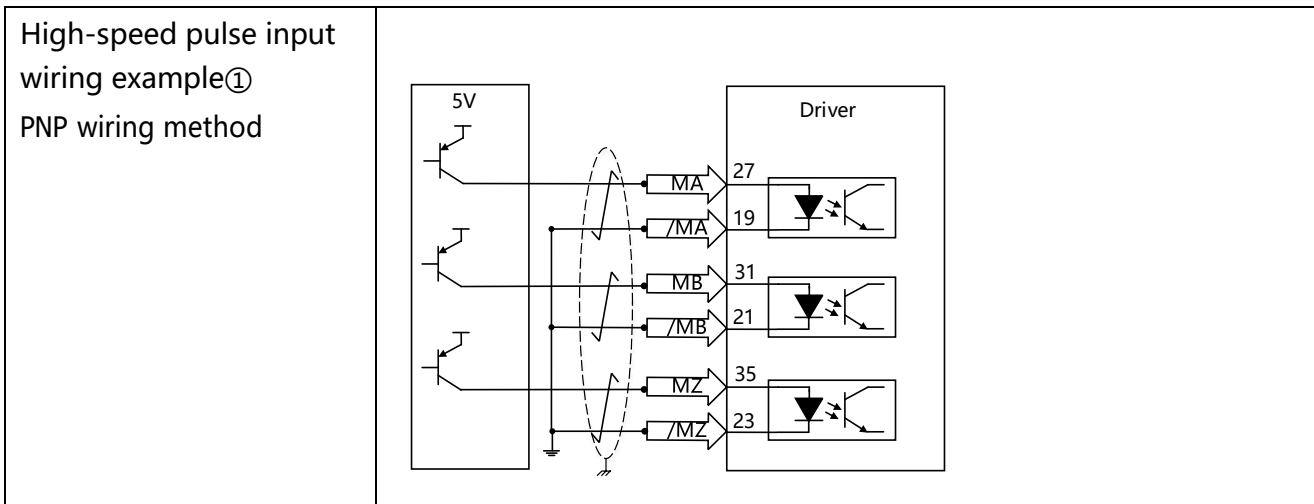 High-speed pulse input
wiring example①
PNP wiring method
5V
Driver
MA
27
/MA
19
MB
31
/MB
21
MZ
35
/MZ
23